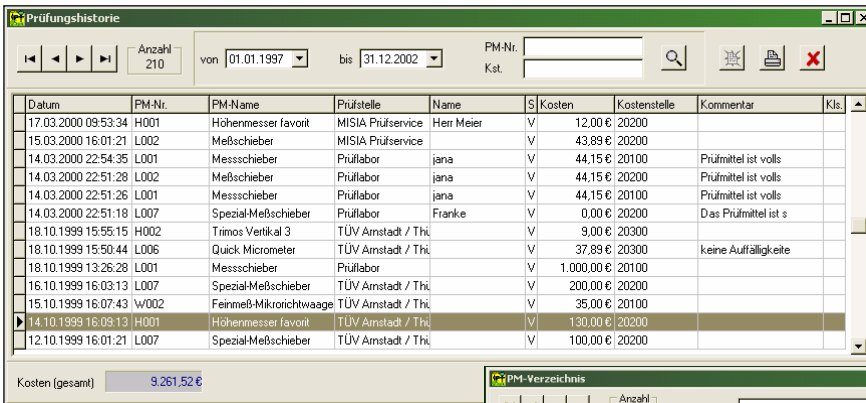 Prüfungshistorie
Anzahl
210
von 01.01.1997 bis 31.12.2002
PM-Nr.
Kst.
Datum PM-Nr. PM-Name Prüfstelle Name S Kosten Kostenstelle Kommentar Kls.
17.03.2000 09:53:34 H001 Höhenmesser favorit MISIA Prüfservice Herr Meier V 12,00 € 20200
15.03.2000 16:01:21 L002 Meßschieber MISIA Prüfservice V 43,89 € 20200
14.03.2000 22:54:35 L001 Messschieber Prüflabor jana V 44,15 € 20100 Prüfmittel ist volls
14.03.2000 22:51:28 L002 Meßschieber Prüflabor jana V 44,15 € 20200 Prüfmittel ist volls
14.03.2000 22:51:26 L001 Messschieber Prüflabor jana V 44,15 € 20100 Prüfmittel ist volls
14.03.2000 22:51:18 L007 Spezial-Meßschieber Prüflabor Franke V 0,00 € 20200 Das Prüfmittel ist s
18.10.1999 15:55:15 H002 Trimos Vertikal 3 TÜV Arnstadt / Thü V 9,00 € 20300
18.10.1999 15:50:44 L006 Quick Micrometer TÜV Arnstadt / Thü V 37,89 € 20300 keine Auffälligkeite
18.10.1999 13:26:28 L001 Messschieber Prüflabor V 1.000,00 € 20100
16.10.1999 16:03:13 L007 Spezial-Meßschieber TÜV Arnstadt / Thü V 200,00 € 20200
15.10.1999 16:07:43 W002 Feinmeß-Mikrorichtwaage TÜV Arnstadt / Thü V 35,00 € 20100
14.10.1999 16:09:13 H001 Höhenmesser favorit TÜV Arnstadt / Thü V 130,00 € 20200
12.10.1999 16:01:21 L007 Spezial-Meßschieber TÜV Arnstadt / Thü V 100,00 € 20200
Kosten (gesamt) 9.261,52 €
PM-Verzeichnis
Anzahl